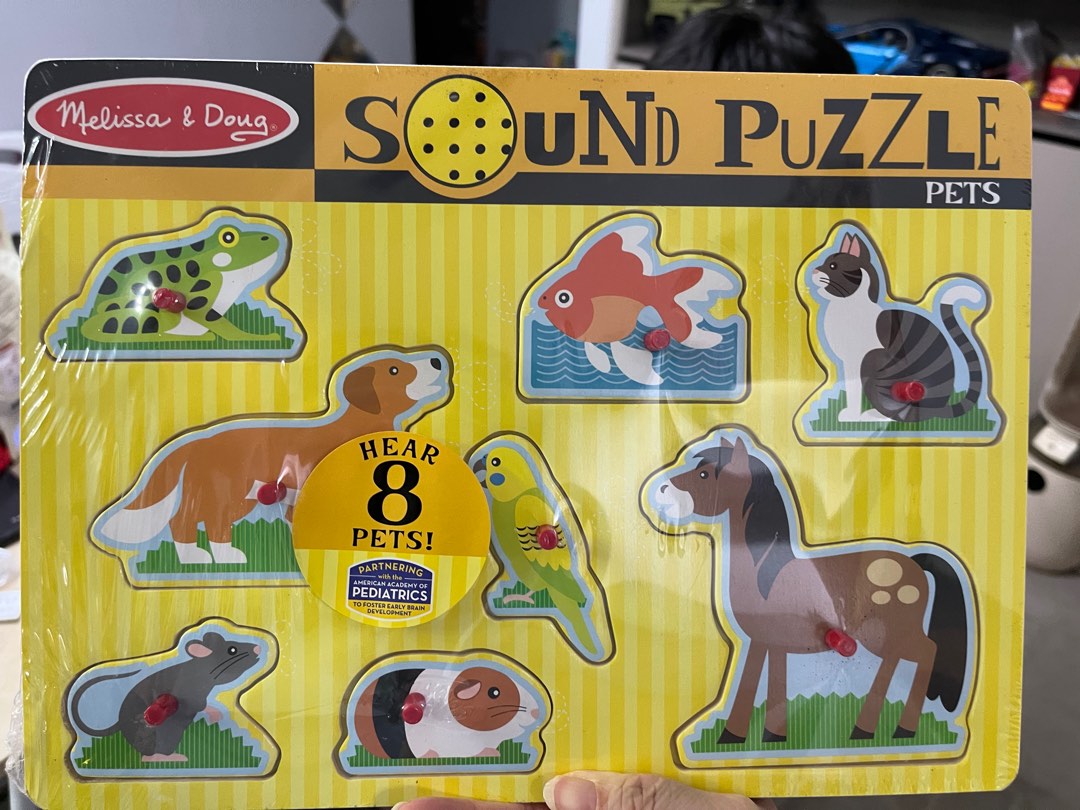 Melissa & Doug®
SOUND PUZZLE
PETS
HEAR
8
PETS!
PARTNERING
with the
AMERICAN ACADEMY OF
PEDIATRICS
TO FOSTER EARLY BRAIN
DEVELOPMENT